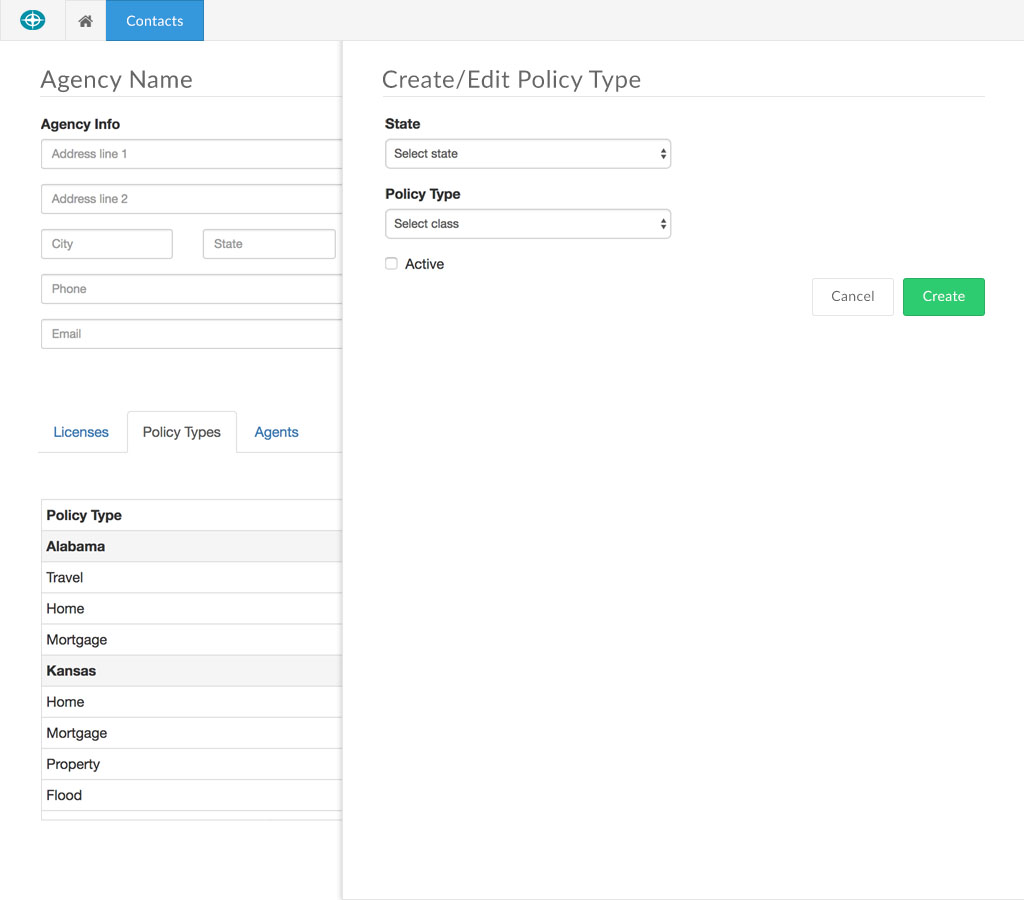 Contacts
Agency Name
Agency Info
Address line 1
Address line 2
City
State
Phone
Email
Licenses
Policy Types
Agents
Policy Type
Alabama
Travel
Home
Mortgage
Kansas
Home
Mortgage
Property
Flood
Create/Edit Policy Type
State
Select state
Policy Type
Select class
Active
Cancel
Create